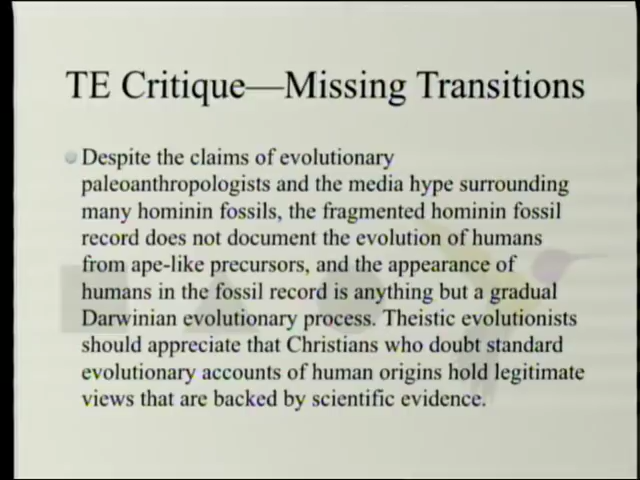 TE Critique—Missing Transitions
Despite the claims of evolutionary
paleoanthropologists and the media hype surrounding
many hominin fossils, the fragmented hominin fossil
record does not document the evolution of humans
from ape-like precursors, and the appearance of
humans in the fossil record is anything but a gradual
Darwinian evolutionary process. Theistic evolutionists
should appreciate that Christians who doubt standard
evolutionary accounts of human origins hold legitimate
views that are backed by scientific evidence.